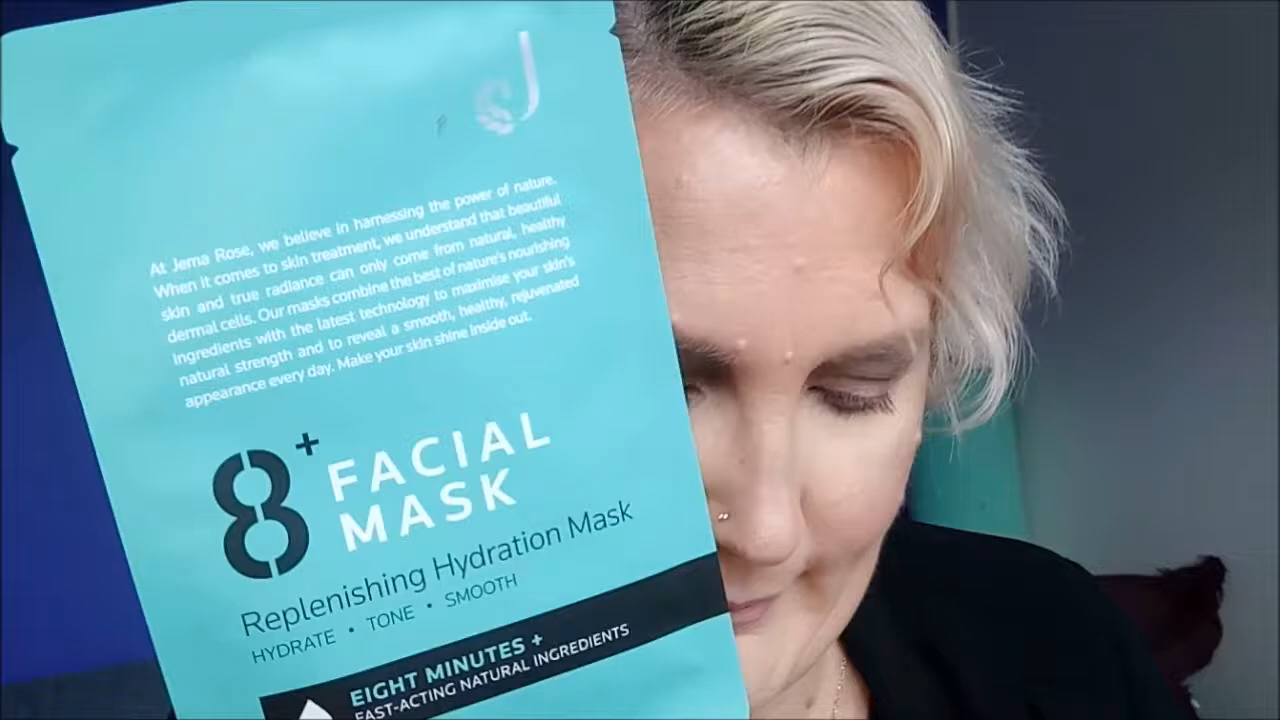 At Jerna Rose, we believe in harnessing the power of nature.
When it comes to skin treatment, we understand that beautiful
skin and true radiance can only come from natural, healthy
dermal cells. Our masks combine the best of nature's nourishing
ingredients with the latest technology to maximise your skin's
natural strength and to reveal a smooth, healthy, rejuvenated
appearance every day. Make your skin shine inside out.
8+ FACIAL
MASK
Replenishing Hydration Mask
HYDRATE • TONE • SMOOTH
EIGHT MINUTES +
FAST-ACTING NATURAL INGREDIENTS